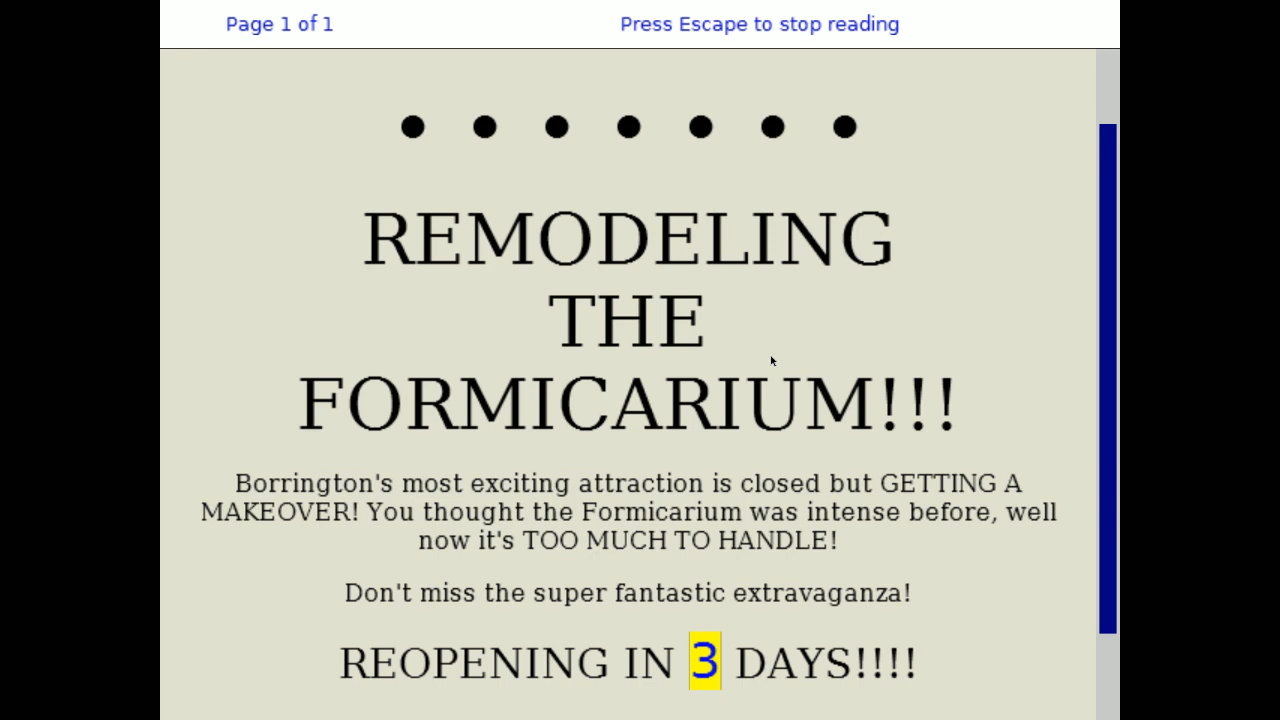 Page 1 of 1
Press Escape to stop reading
● ● ● ● ● ● ●
REMODELING
THE
FORMICARIUM!!!
Borrington's most exciting attraction is closed but GETTING A
MAKEOVER! You thought the Formicarium was intense before, well
now it's TOO MUCH TO HANDLE!
Don't miss the super fantastic extravaganza!
REOPENING IN 3 DAYS!!!!